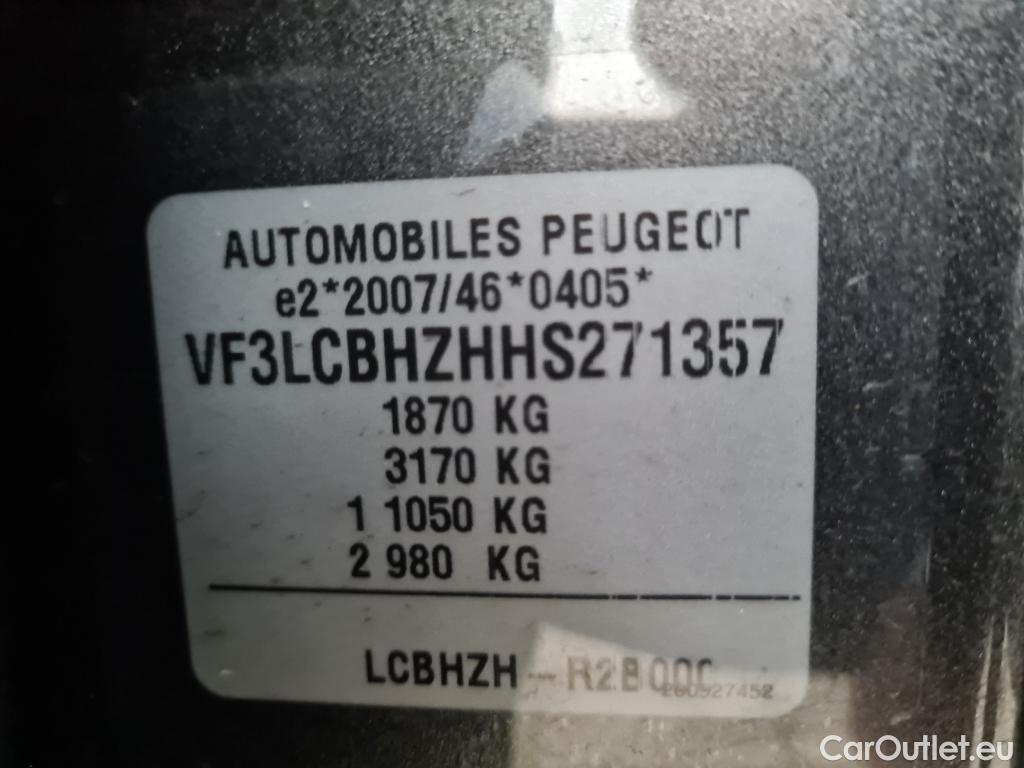 AUTOMOBILES PEUGEOT
e2*2007/46*0405*
VF3LCBHZHHS271357
1870 KG
3170 KG
1 1050 KG
2 980 KG
LCBHZH
CarOutlet.eu